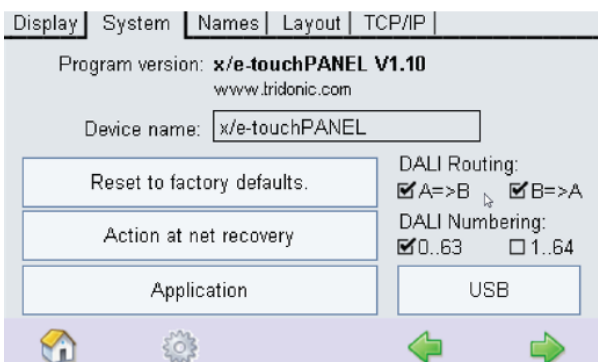 Display System Names Layout TCP/IP
Program version: x/e-touchPANEL V1.10
www.tridonic.com
Device name: x/e-touchPANEL
Reset to factory defaults.
Action at net recovery
Application
DALI Routing:
A=>B B=>A
DALI Numbering:
0..63 1..64
USB